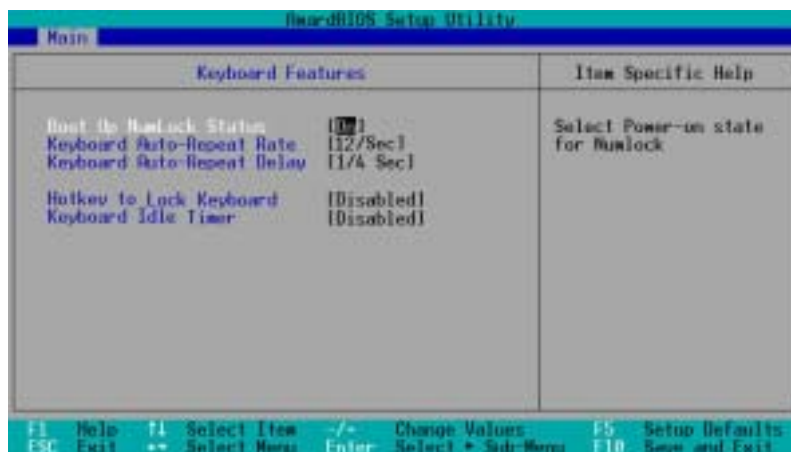 AwardBIOS Setup Utility
Main
Keyboard Features
Item Specific Help
Boot Up NumLock Status [On]
Keyboard Auto-Repeat Rate [12/Sec]
Keyboard Auto-Repeat Delay [1/4 Sec]
Hotkey to Lock Keyboard [Disabled]
Keyboard Idle Timer [Disabled]
Select Power-on state
for Numlock
F1 Help ↑↓ Select Item -/+ Change Values F5 Setup Defaults
ESC Exit ←→ Select Menu Enter Select ▸ Sub-Menu F10 Save and Exit